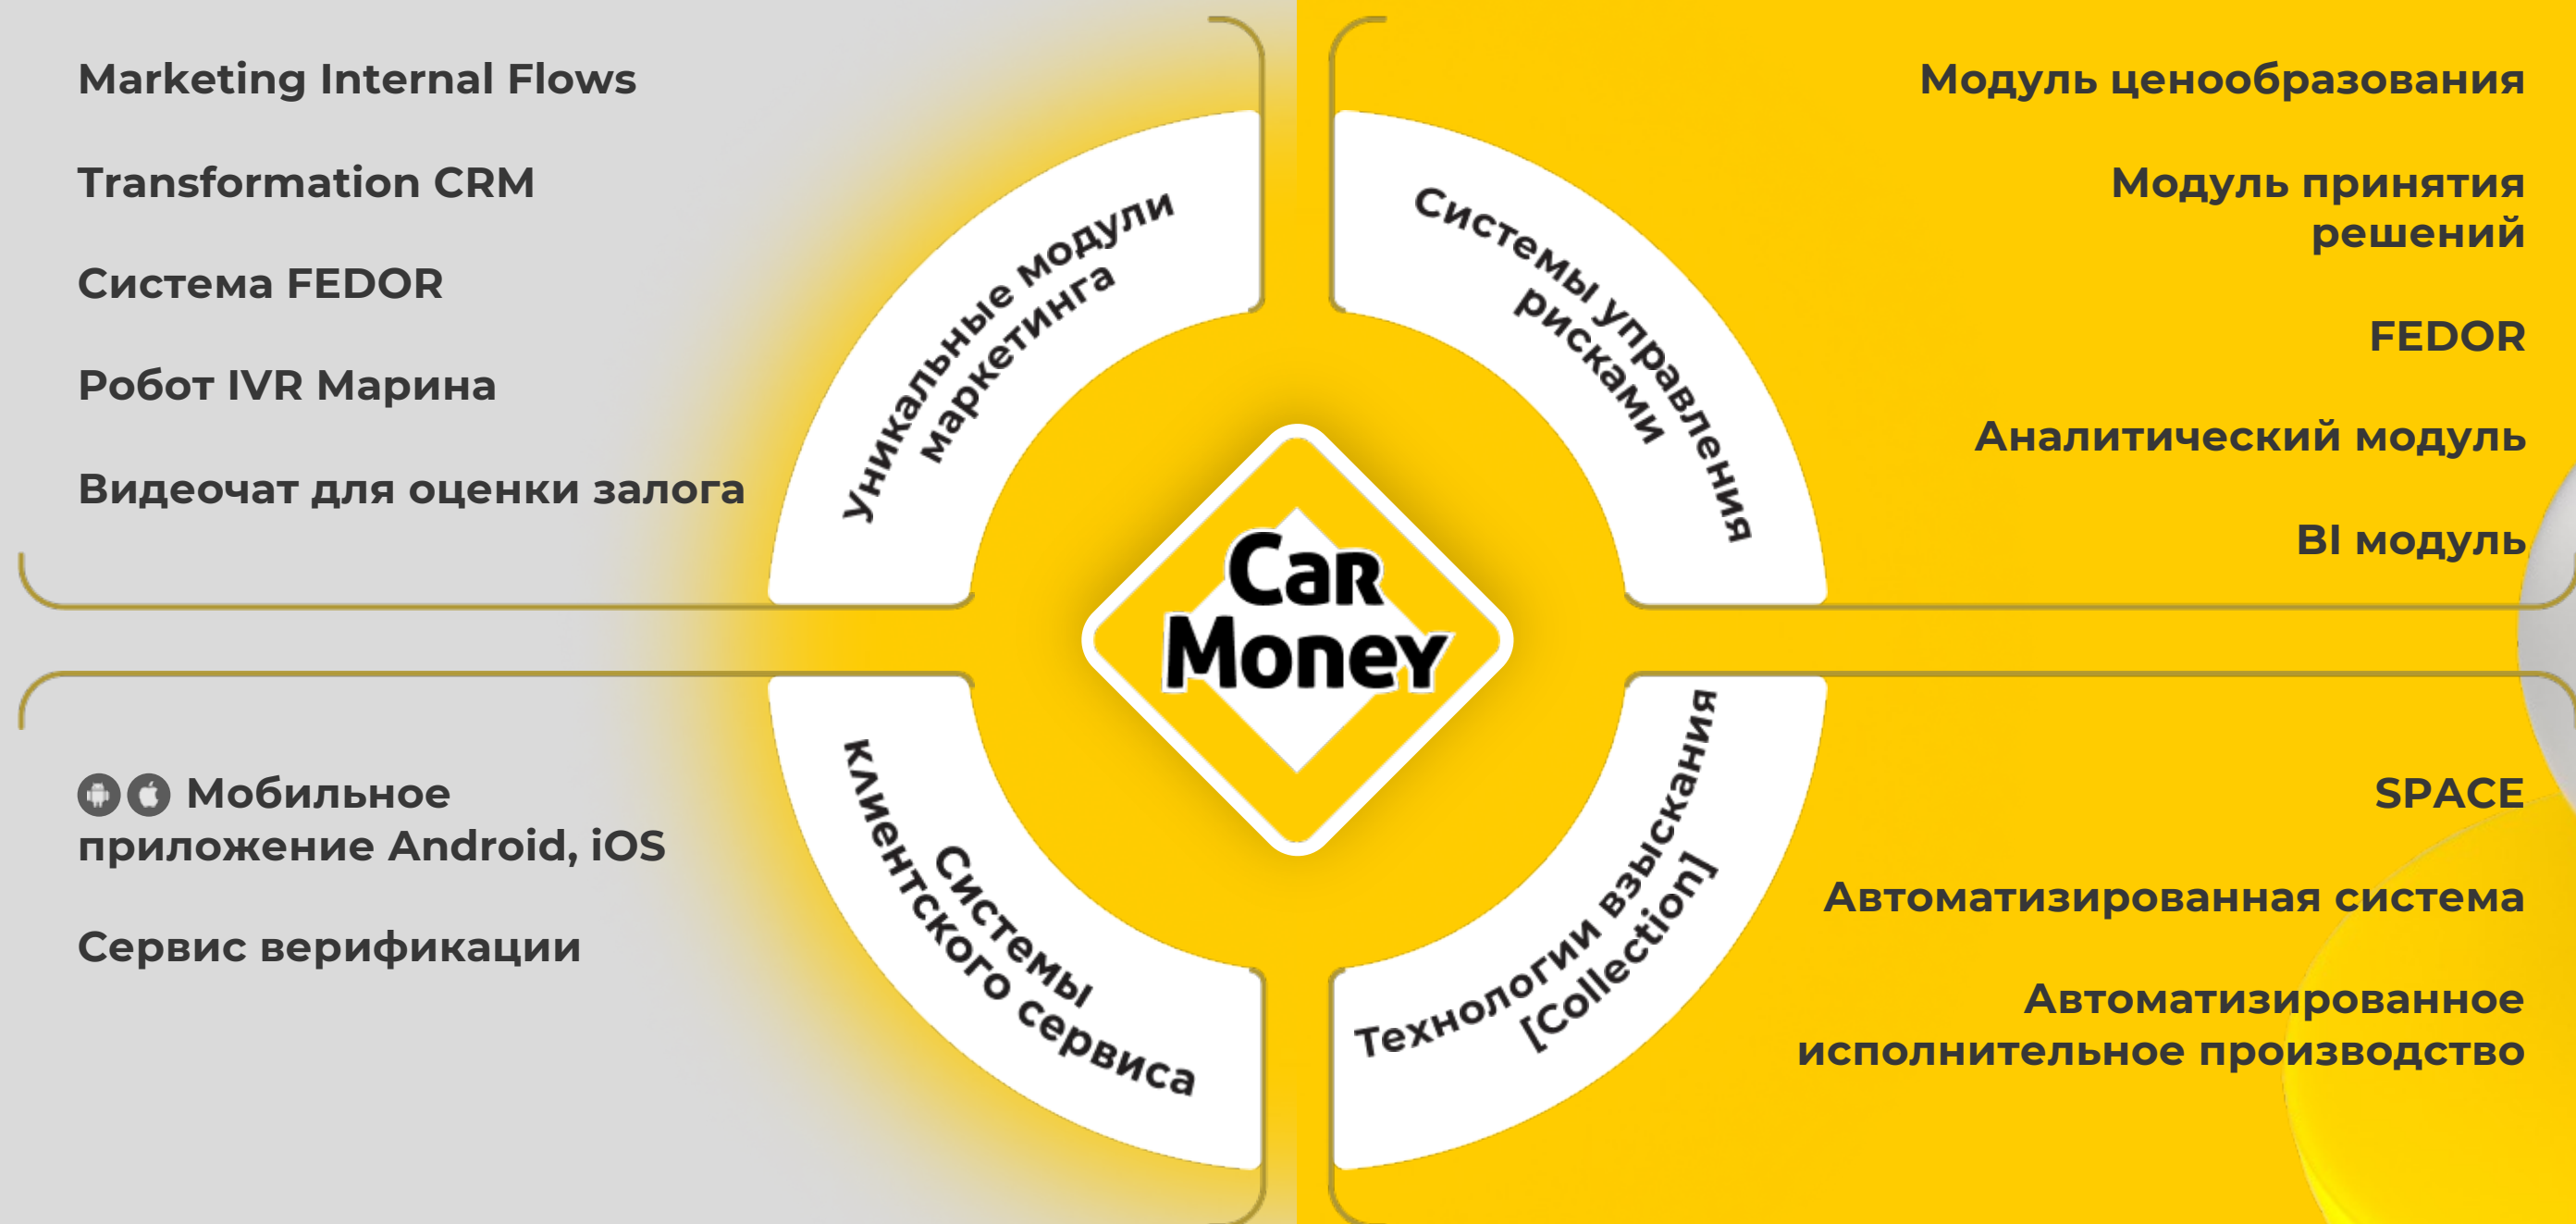 Marketing Internal Flows
Transformation CRM
Система FEDOR
Робот IVR Марина
Видеочат для оценки залога
Уникальные модули
маркетинга
Системы управления
рисками
Модуль ценообразования
Модуль принятия
решений
FEDOR
Аналитический модуль
BI модуль
Car
Money
Мобильное
приложение Android, iOS
Сервис верификации
Системы
клиентского сервиса
Технологии взыскания
[Collection]
SPACE
Автоматизированная система
Автоматизированное
исполнительное производство